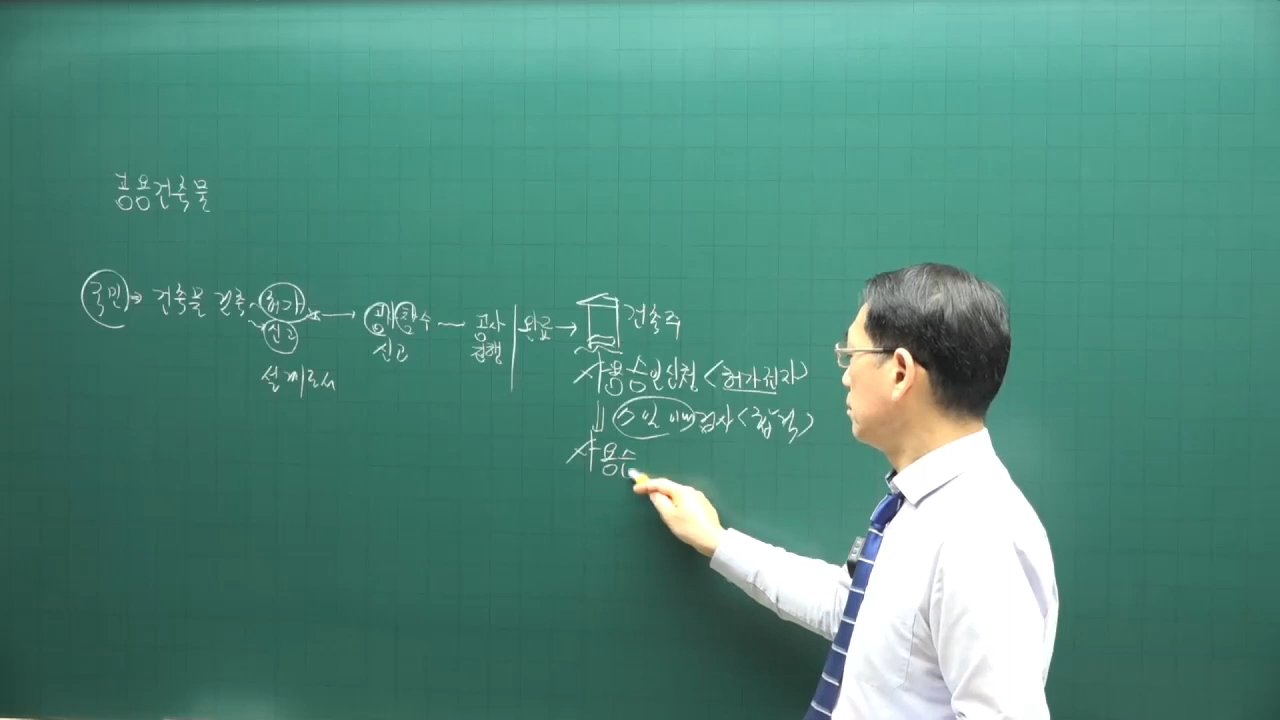 공용건축물
국민 → 건축물 건축 허가 → 착수 공사 | 완료 → 건축주
신고 신고 진행
설계도서
사용승인신청 <허가권자>
7일 이내 검사 <합격>
사용승